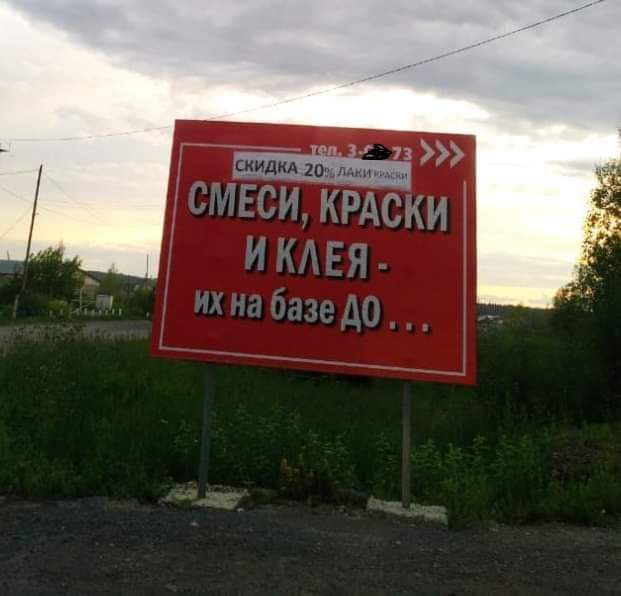 тел. 3- 73 >>>
СКИДКА 20% ЛАКИ КРАСКИ
СМЕСИ, КРАСКИ
И КЛЕЯ -
их на базе ДО ...